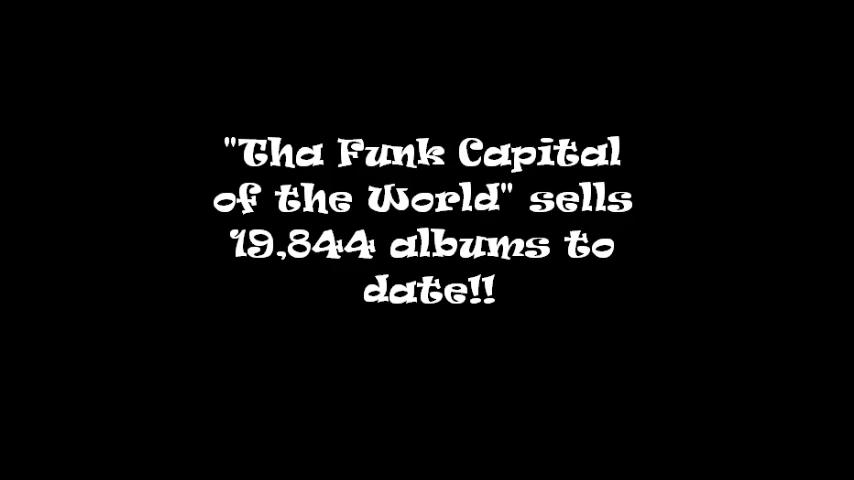 "Tha Funk Capital
of the World" sells
19,844 albums to
date!!